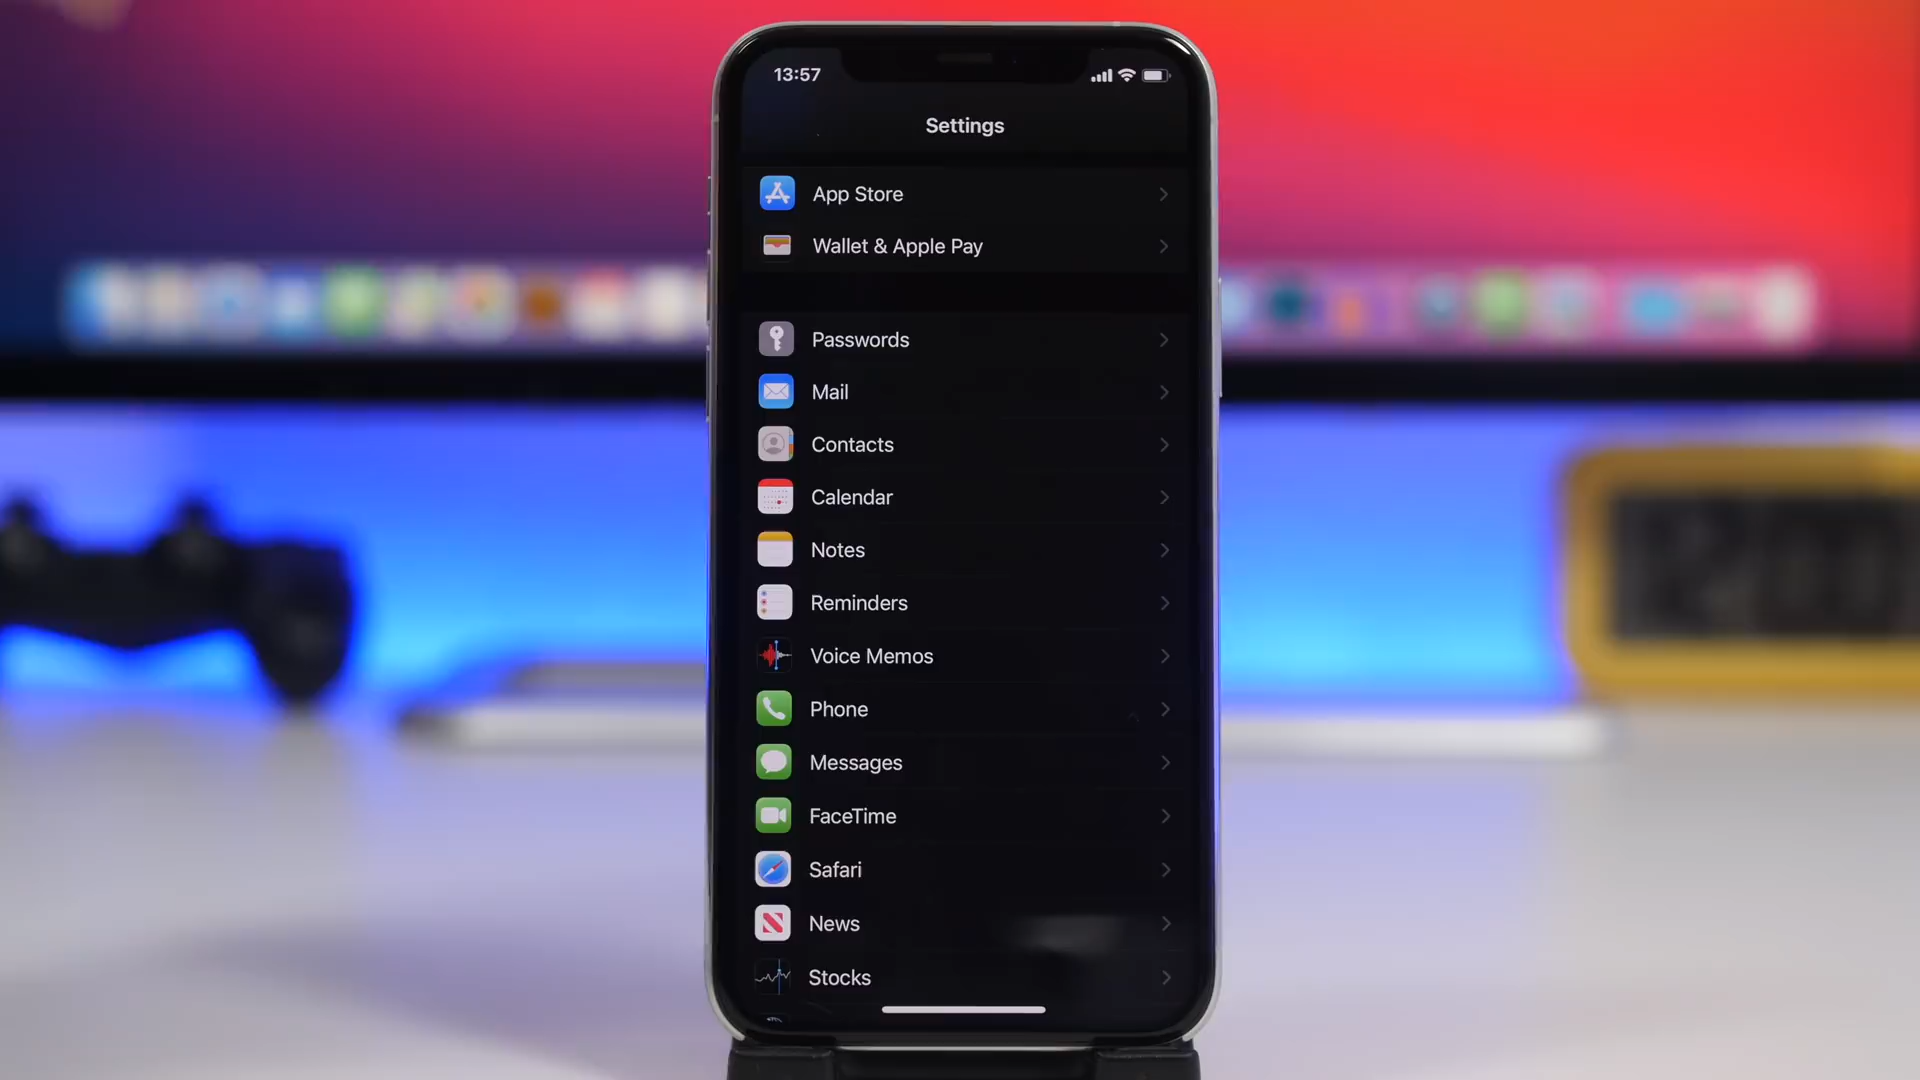 13:57
Settings
App Store
Wallet & Apple Pay
Passwords
Mail
Contacts
Calendar
Notes
Reminders
Voice Memos
Phone
Messages
FaceTime
Safari
News
Stocks